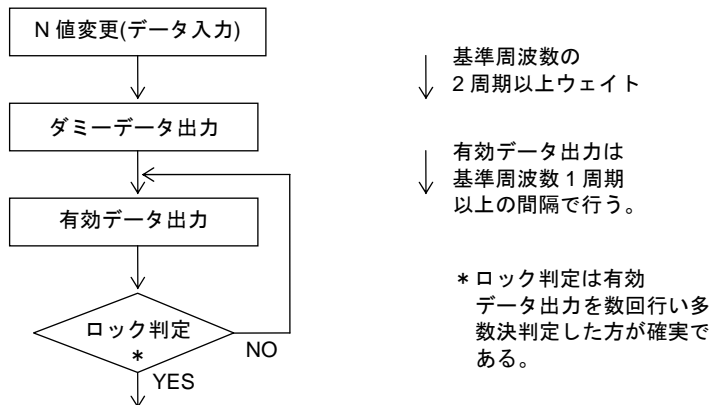 N 値変更(データ入力)
ダミーデータ出力
有効データ出力
ロック判定
*
NO
YES
基準周波数の
2 周期以上ウェイト
有効データ出力は
基準周波数 1 周期
以上の間隔で行う。
* ロック判定は有効
データ出力を数回行い多
数決判定した方が確実で
ある。